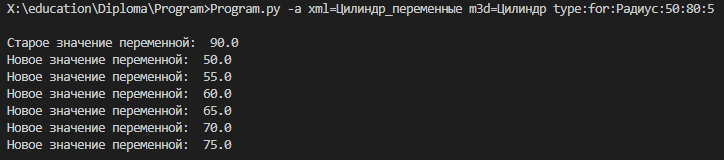 X:\education\Diploma\Program>Program.py -a xml=Цилиндр_переменные m3d=Цилиндр type:for:Радиус:50:80:5
Старое значение переменной:  90.0
Новое значение переменной:  50.0
Новое значение переменной:  55.0
Новое значение переменной:  60.0
Новое значение переменной:  65.0
Новое значение переменной:  70.0
Новое значение переменной:  75.0